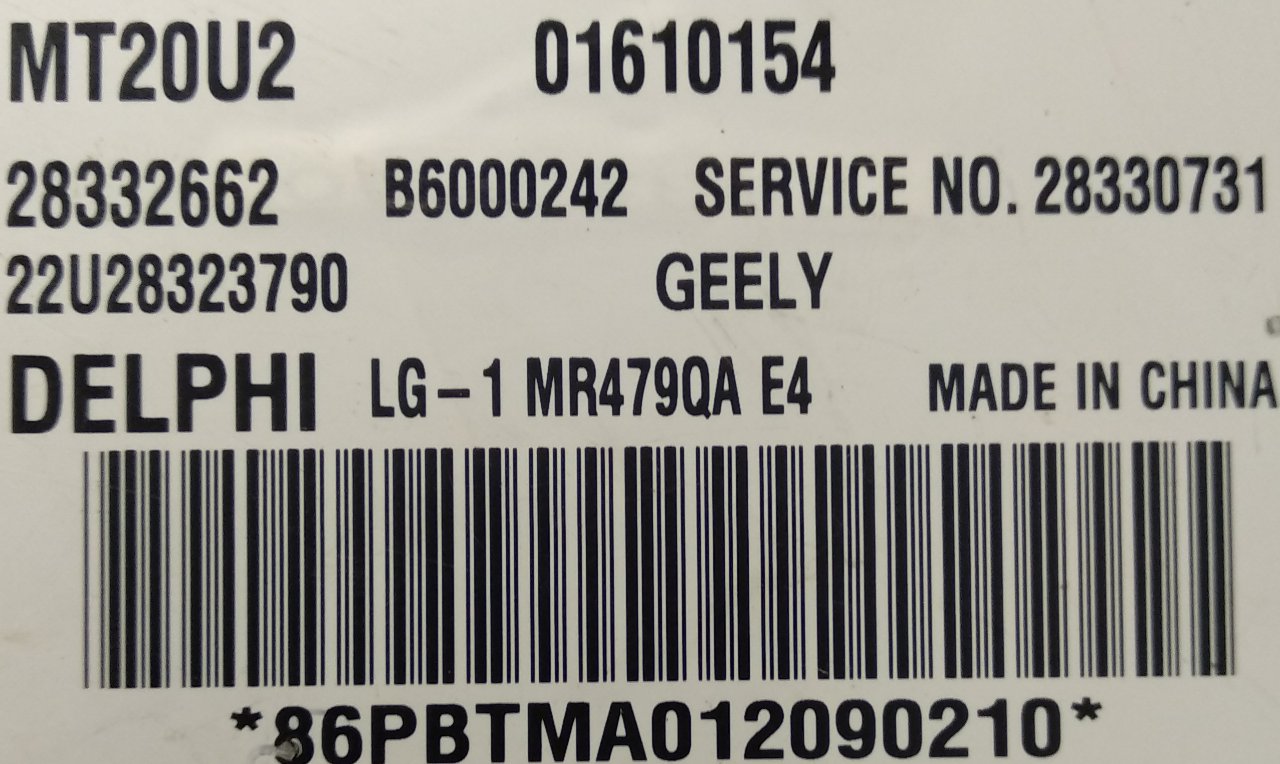 MT20U2 01610154
28332662 B6000242 SERVICE NO. 28330731
22U28323790 GEELY
DELPHI LG-1 MR479QA E4 MADE IN CHINA
*86PBTMA012090210*